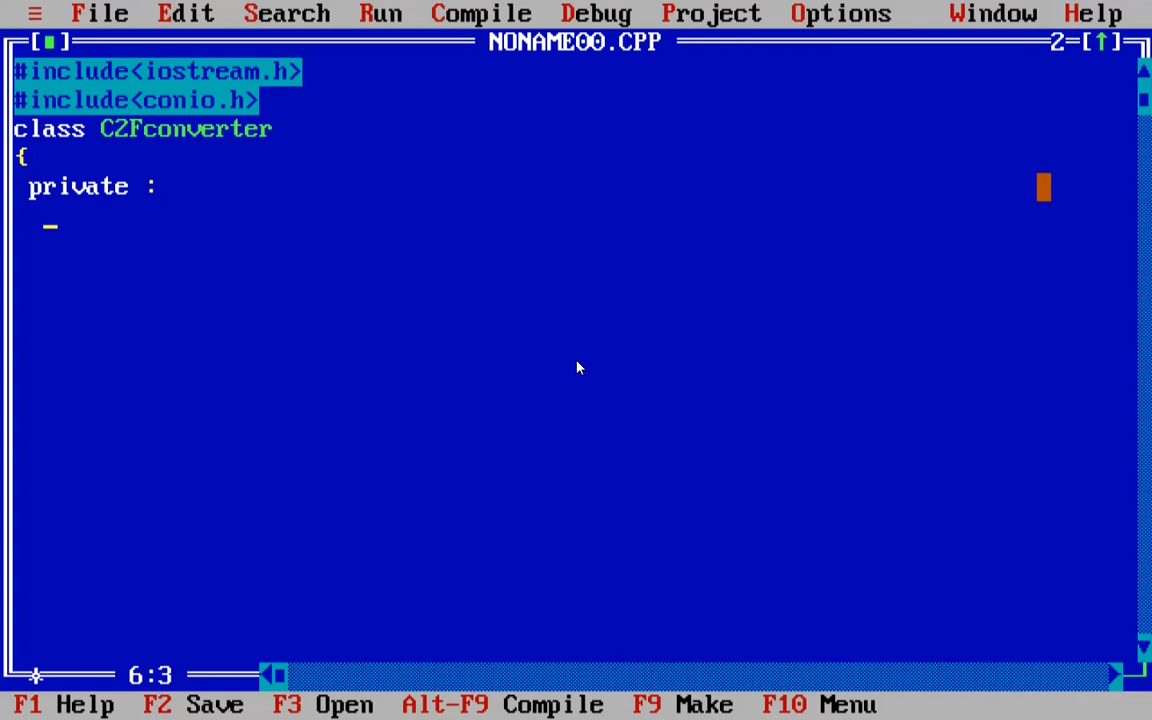 ≡ File Edit Search Run Compile Debug Project Options Window Help
[■] NONAME00.CPP 2=[↑]
#include<iostream.h>
#include<conio.h>
class C2Fconverter
{
private :
6:3
F1 Help F2 Save F3 Open Alt-F9 Compile F9 Make F10 Menu